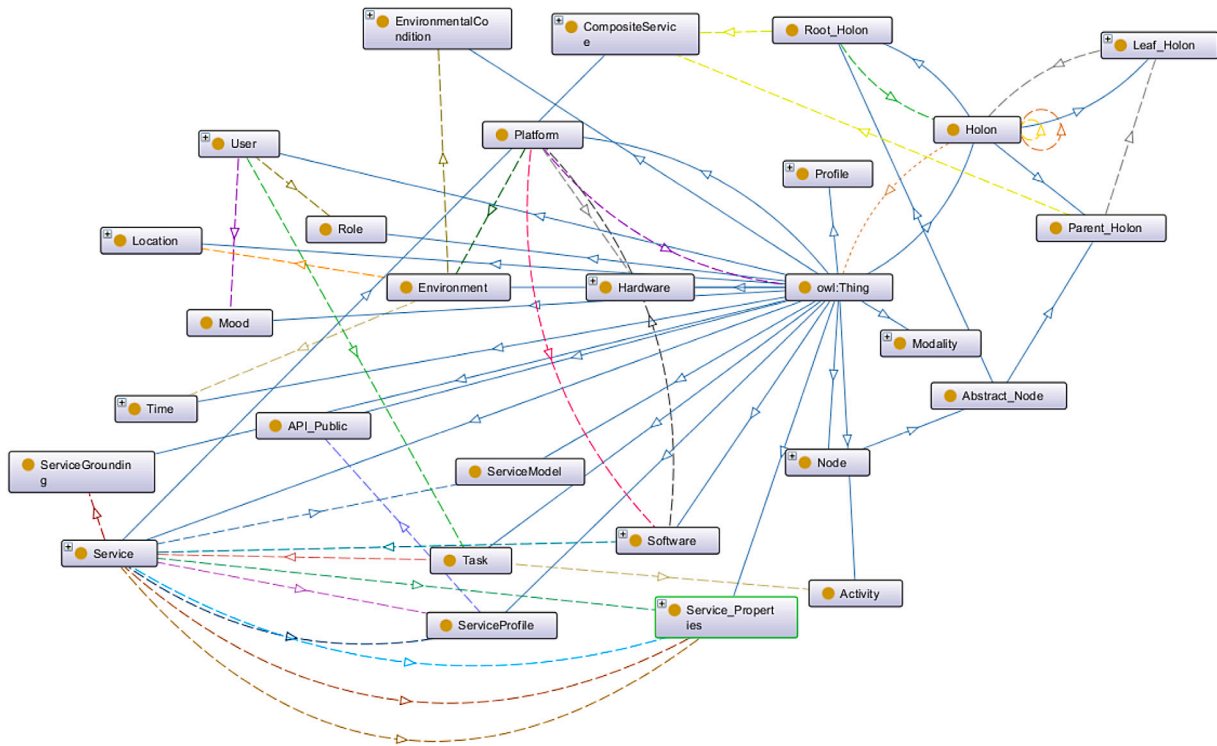 EnvironmentalCo
ndition
CompositeServic
e
Root_Holon
Leaf_Holon
User
Platform
Holon
Profile
Location
Role
Parent_Holon
Environment
Hardware
owl:Thing
Mood
Modality
Time
API_Public
Abstract_Node
ServiceGroundin
g
ServiceModel
Node
Service
Task
Software
Activity
ServiceProfile
Service_Propert
ies